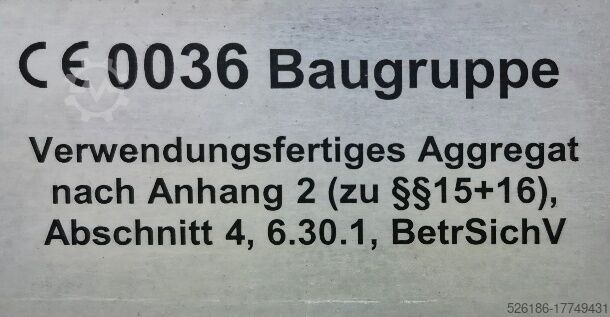 CE 0036 Baugruppe
Verwendungsfertiges Aggregat
nach Anhang 2 (zu §§15+16),
Abschnitt 4, 6.30.1, BetrSichV
526186-17749431